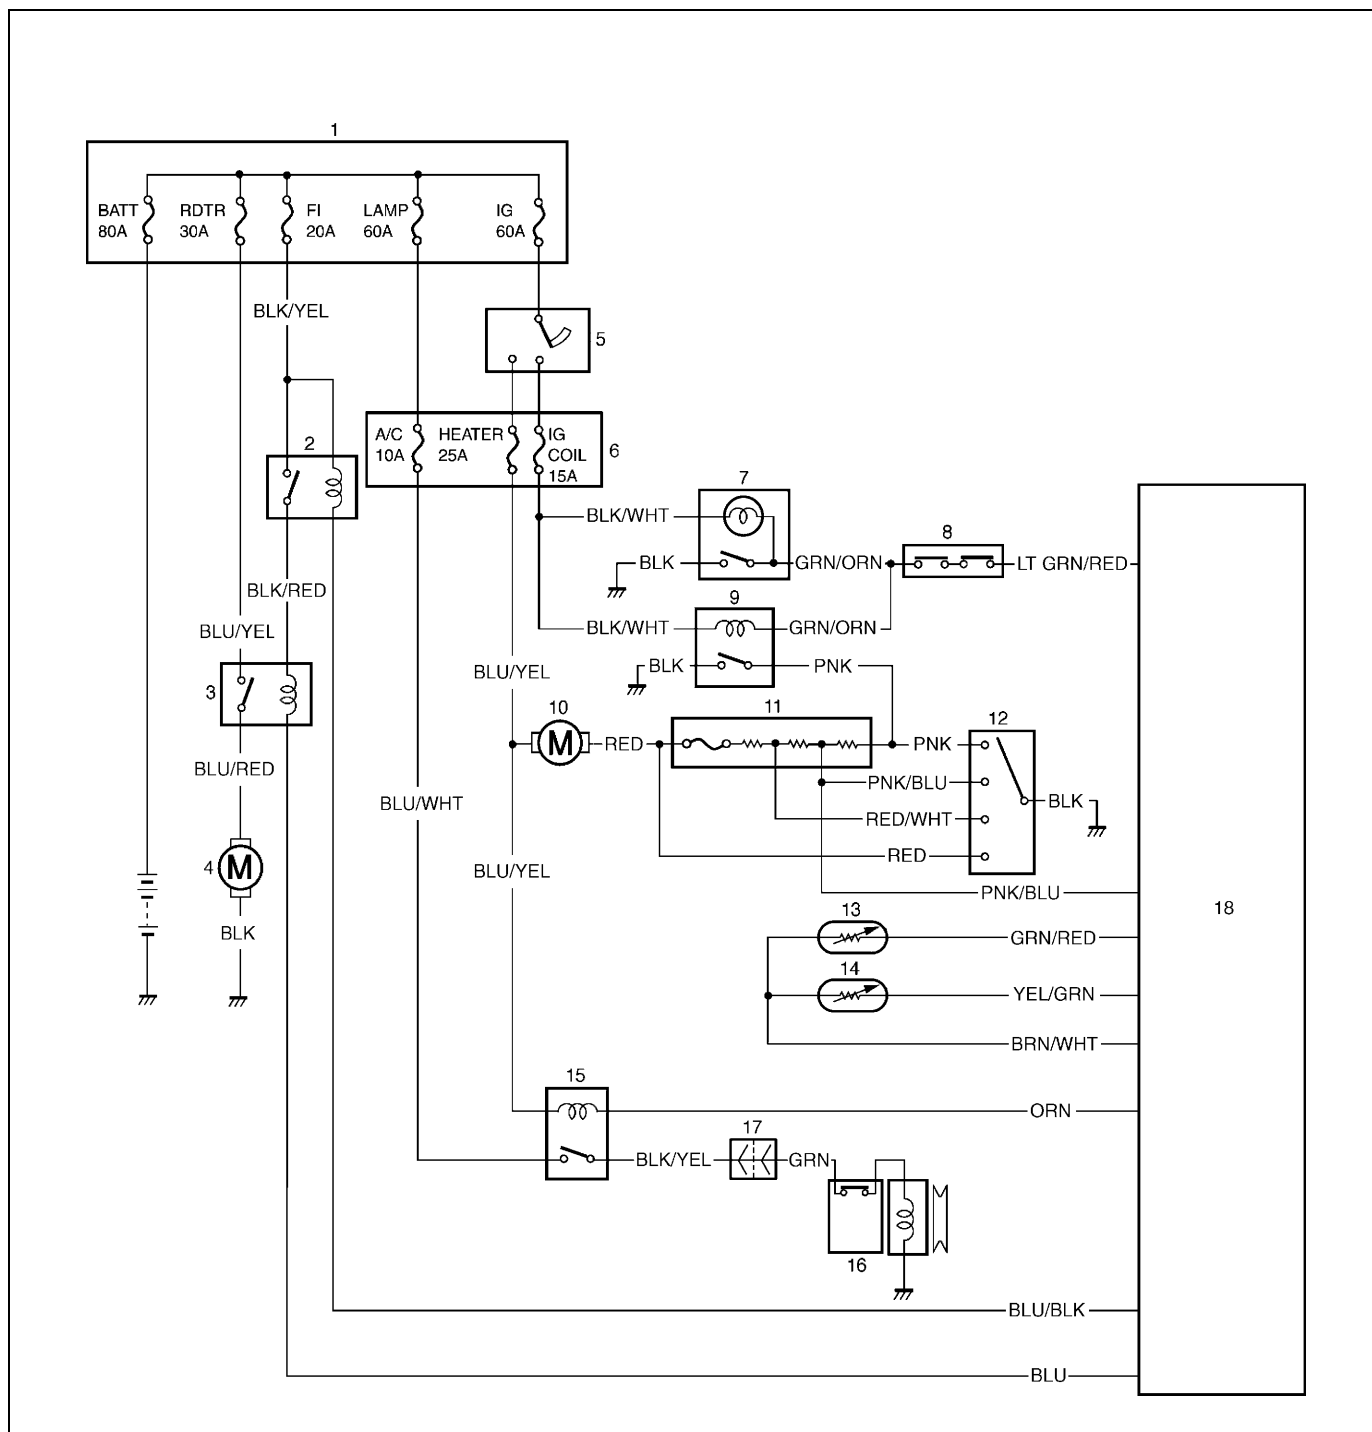 1
BATT
80A
RDTR
30A
FI
20A
LAMP
60A
IG
60A
BLK/YEL
5
2
A/C
10A
HEATER
25A
IG
COIL
15A
6
7
BLK/WHT
8
BLK
GRN/ORN
LT GRN/RED
BLK/RED
9
BLU/YEL
BLK/WHT
GRN/ORN
BLU/YEL
BLK
PNK
3
10
11
12
M
RED
PNK
BLU/RED
PNK/BLU
BLU/WHT
BLK
RED/WHT
RED
4
M
BLU/YEL
PNK/BLU
13
18
BLK
GRN/RED
14
YEL/GRN
BRN/WHT
15
ORN
17
BLK/YEL
GRN
16
BLU/BLK
BLU